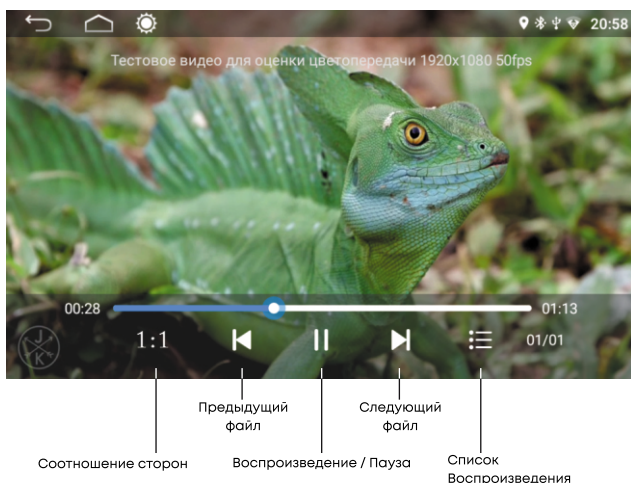 20:58
Тестовое видео для оценки цветопередачи 1920x1080 50fps
00:28
01:13
J
K
1:1
01/01
Предыдущий
файл
Следующий
файл
Соотношение сторон
Воспроизведение / Пауза
Список
Воспроизведения